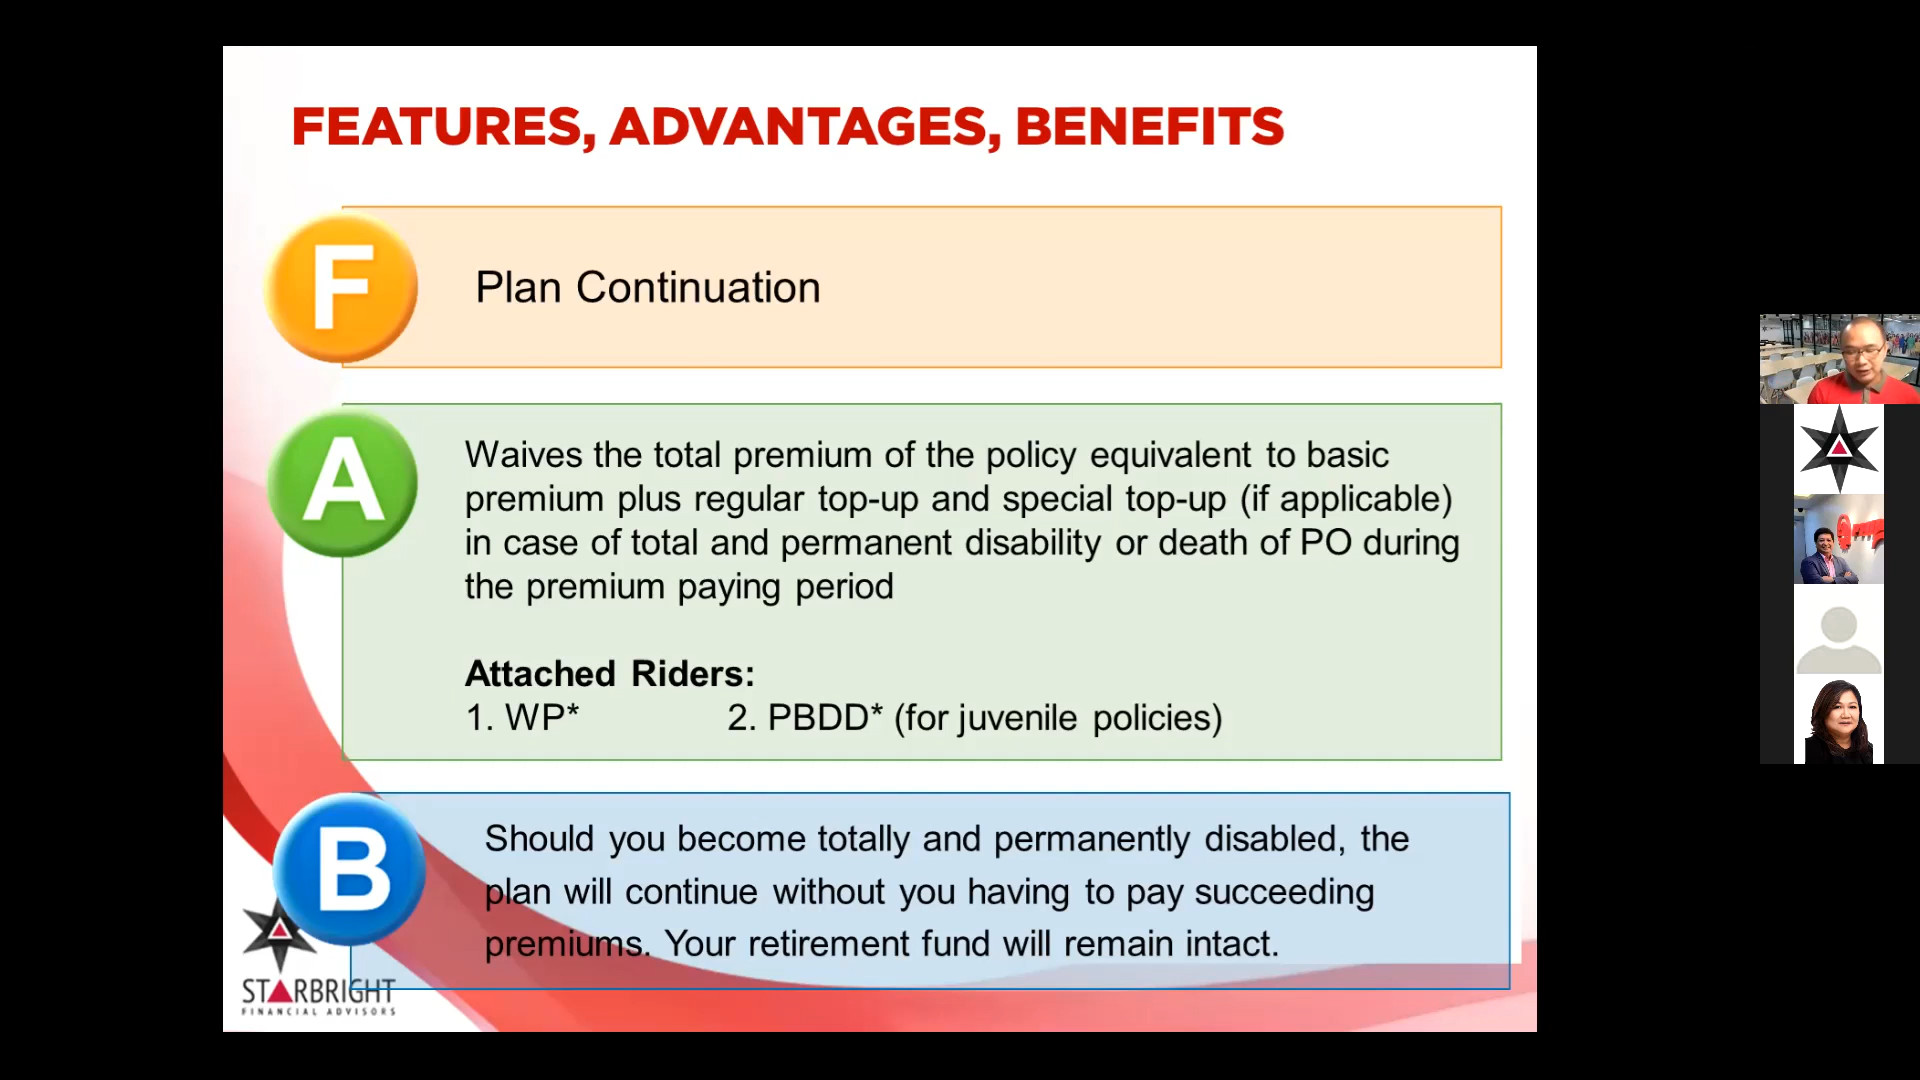 FEATURES, ADVANTAGES, BENEFITS
F
Plan Continuation
A
Waives the total premium of the policy equivalent to basic
premium plus regular top-up and special top-up (if applicable)
in case of total and permanent disability or death of PO during
the premium paying period
Attached Riders:
1. WP* 2. PBDD* (for juvenile policies)
B
Should you become totally and permanently disabled, the
plan will continue without you having to pay succeeding
premiums. Your retirement fund will remain intact.
STARBRIGHT
FINANCIAL ADVISORS